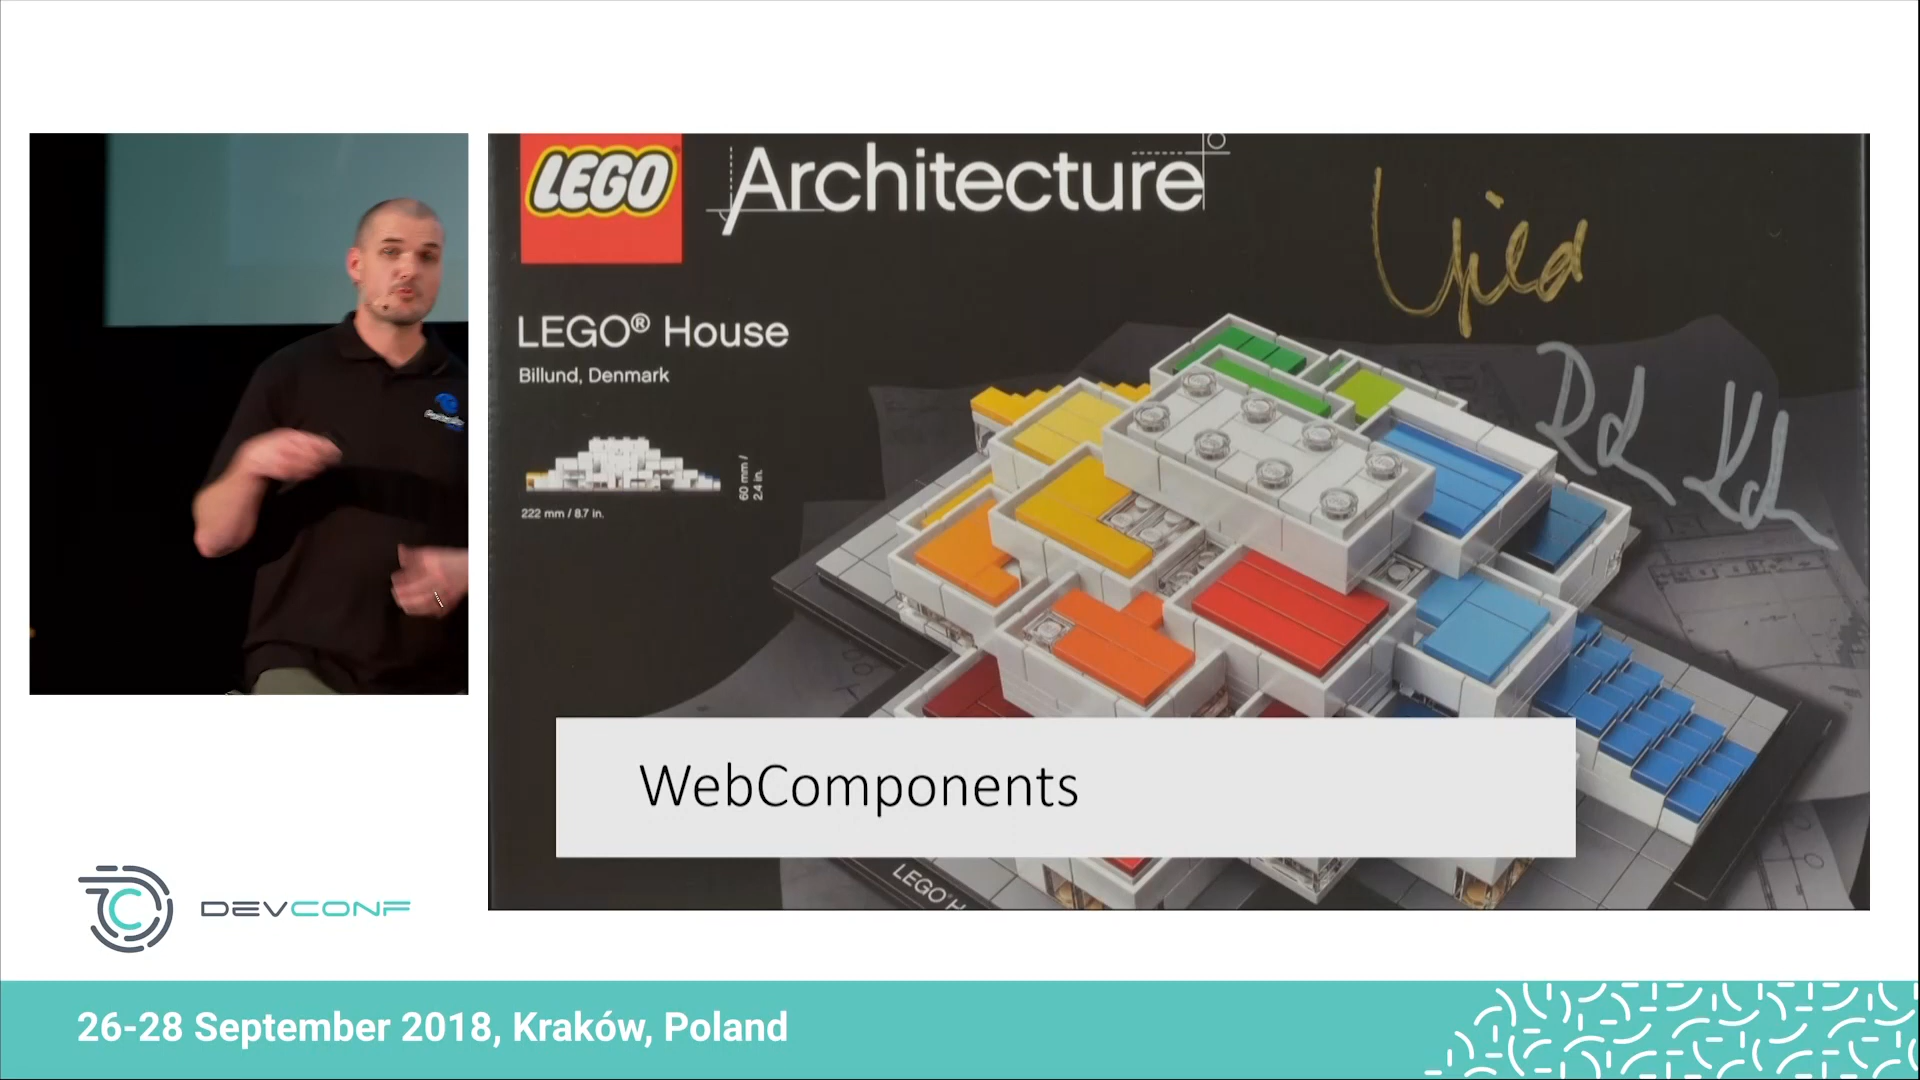 LEGO
Architecture
LEGO® House
Billund, Denmark
60 mm /
2.4 in.
222 mm / 8.7 in.
WebComponents
LEGO H
DEVCONF
26-28 September 2018, Kraków, Poland